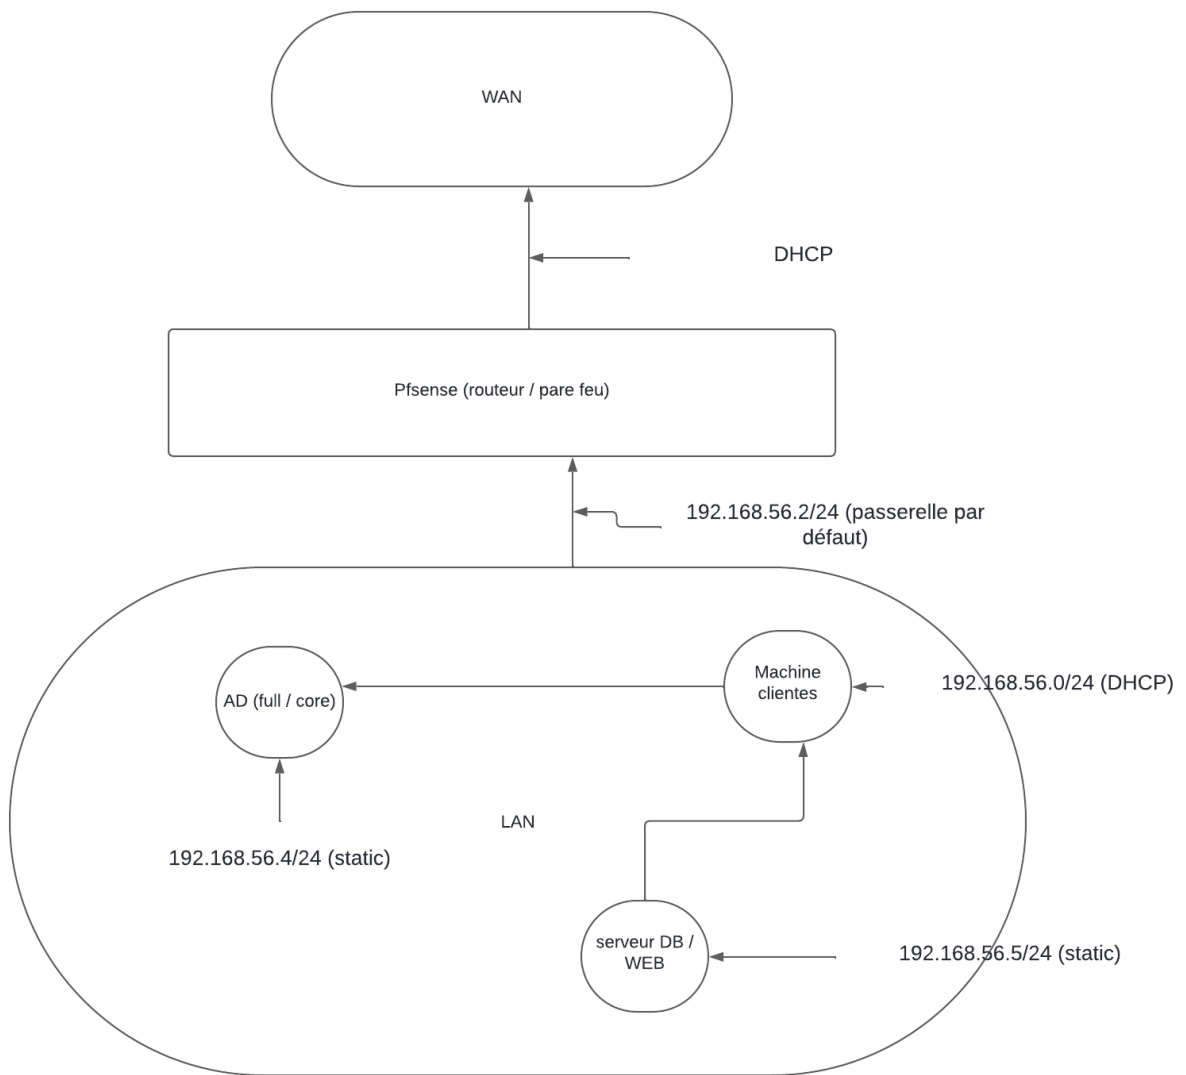 WAN
DHCP
Pfsense (routeur / pare feu)
192.168.56.2/24 (passerelle par
défaut)
Machine
clientes
192.168.56.0/24 (DHCP)
AD (full / core)
LAN
192.168.56.4/24 (static)
serveur DB /
WEB
192.168.56.5/24 (static)